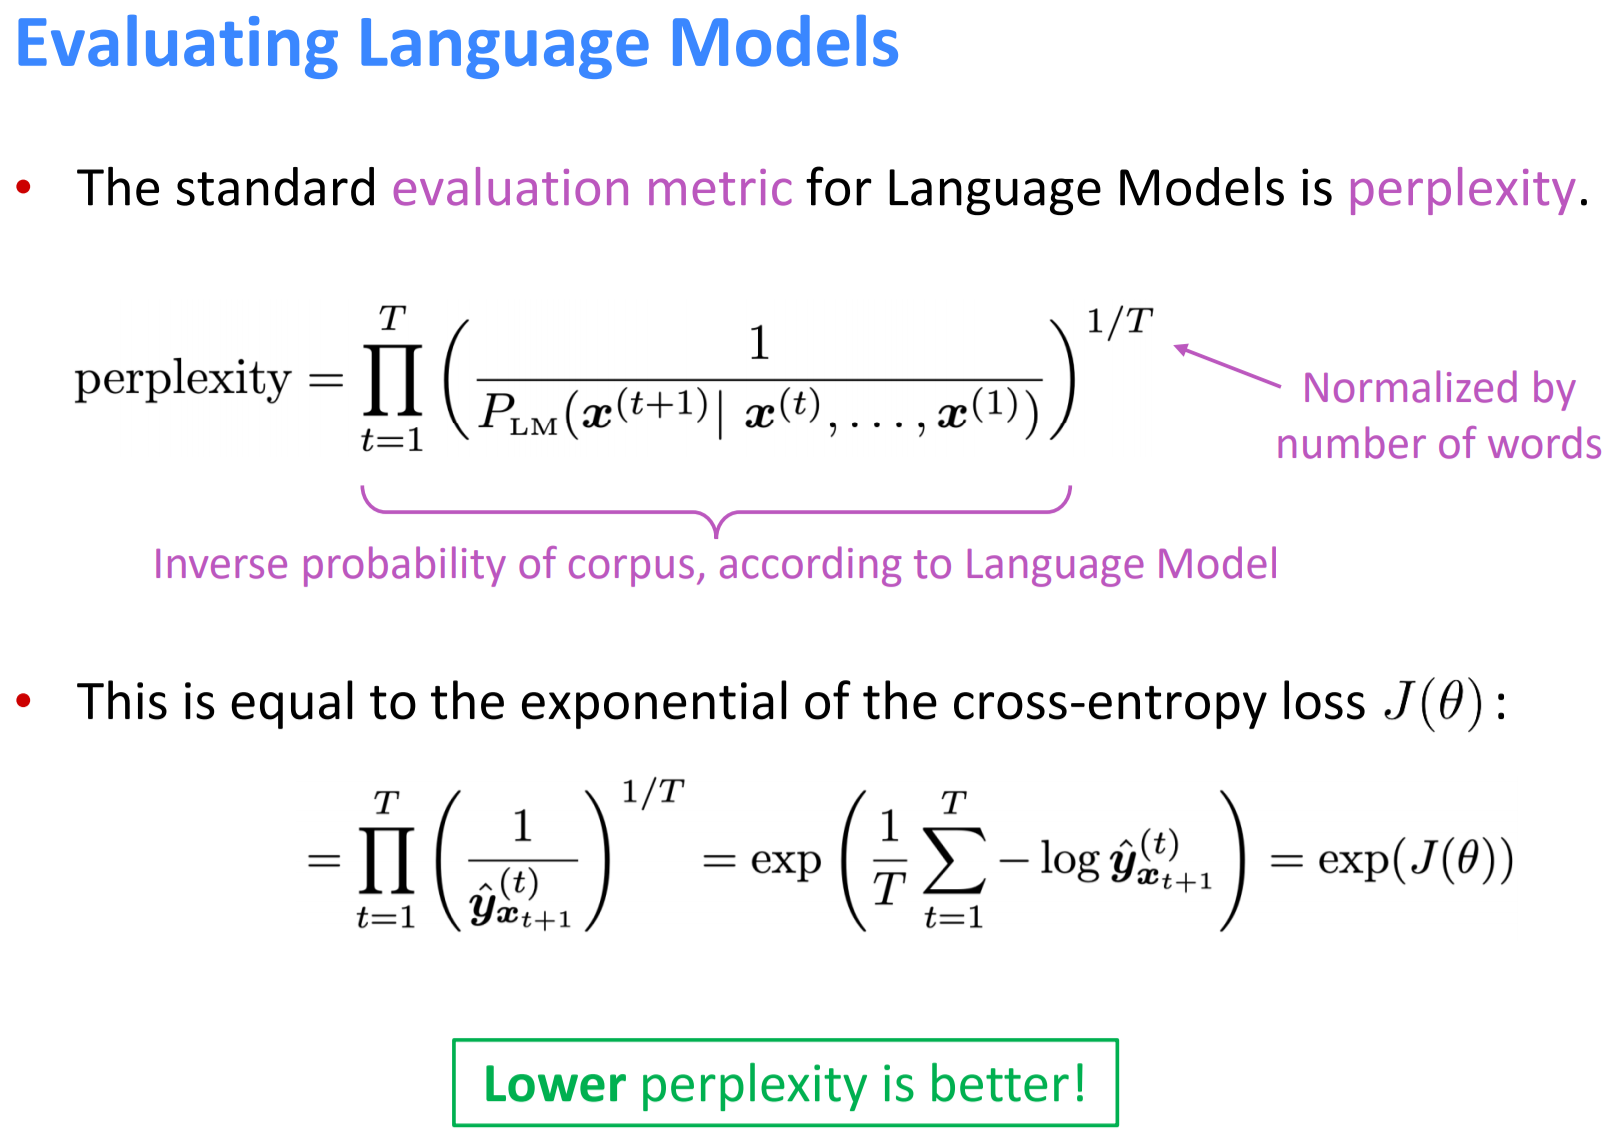 Evaluating Language Models
• The standard evaluation metric for Language Models is perplexity.
$\text{perplexity} = \prod_{t=1}^{T} \left( \frac{1}{P_{\text{LM}}(\boldsymbol{x}^{(t+1)} | \boldsymbol{x}^{(t)}, \ldots, \boldsymbol{x}^{(1)})} \right)^{1/T}$
Normalized by
number of words
Inverse probability of corpus, according to Language Model
• This is equal to the exponential of the cross-entropy loss $J(\theta)$ :
$= \prod_{t=1}^{T} \left( \frac{1}{\hat{\boldsymbol{y}}^{(t)}_{\boldsymbol{x}_{t+1}}} \right)^{1/T} = \exp \left( \frac{1}{T} \sum_{t=1}^{T} - \log \hat{\boldsymbol{y}}^{(t)}_{\boldsymbol{x}_{t+1}} \right) = \exp(J(\theta))$
Lower perplexity is better!